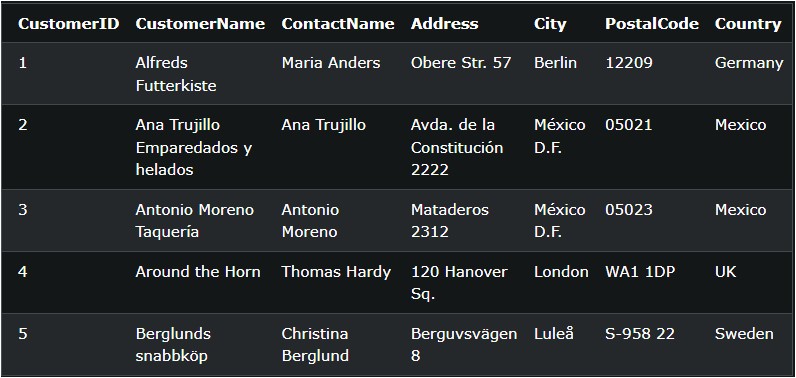 CustomerID CustomerName ContactName Address City PostalCode Country
1 Alfreds Maria Anders Obere Str. 57 Berlin 12209 Germany
Futterkiste
2 Ana Trujillo Ana Trujillo Avda. de la México 05021 Mexico
Emparedados y Constitución D.F.
helados 2222
3 Antonio Moreno Antonio Mataderos México 05023 Mexico
Taquería Moreno 2312 D.F.
4 Around the Horn Thomas Hardy 120 Hanover London WA1 1DP UK
Sq.
5 Berglunds Christina Berguvsvägen Luleå S-958 22 Sweden
snabbköp Berglund 8